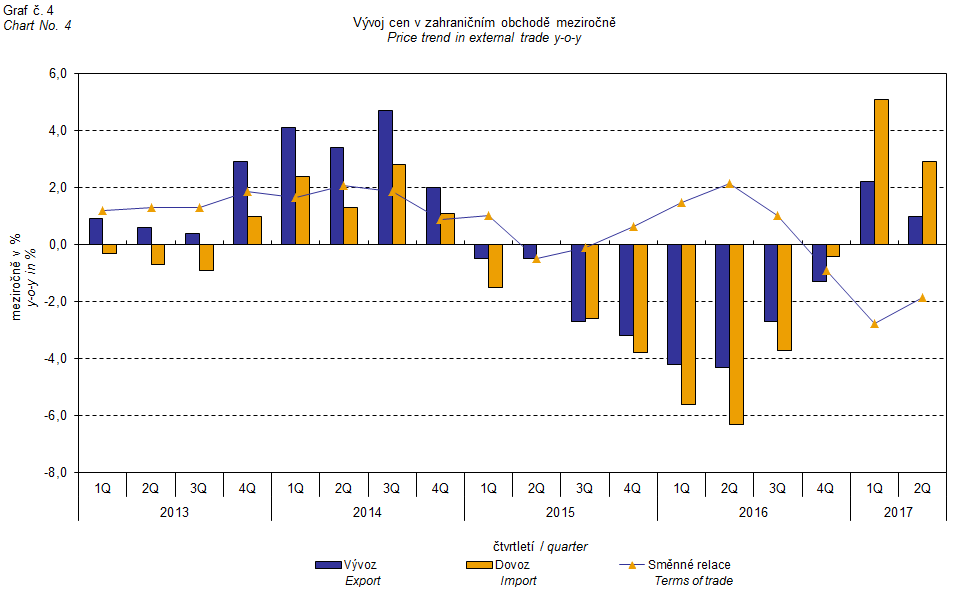 Graf č. 4
Chart No. 4
Vývoj cen v zahraničním obchodě meziročně
Price trend in external trade y-o-y
meziročně v %
y-o-y in %
6,0
4,0
2,0
0,0
-2,0
-4,0
-6,0
-8,0
1Q 2Q 3Q 4Q 1Q 2Q 3Q 4Q 1Q 2Q 3Q 4Q 1Q 2Q 3Q 4Q 1Q 2Q
2013 2014 2015 2016 2017
čtvrtletí / quarter
Vývoz Dovoz Směnné relace
Export Import Terms of trade